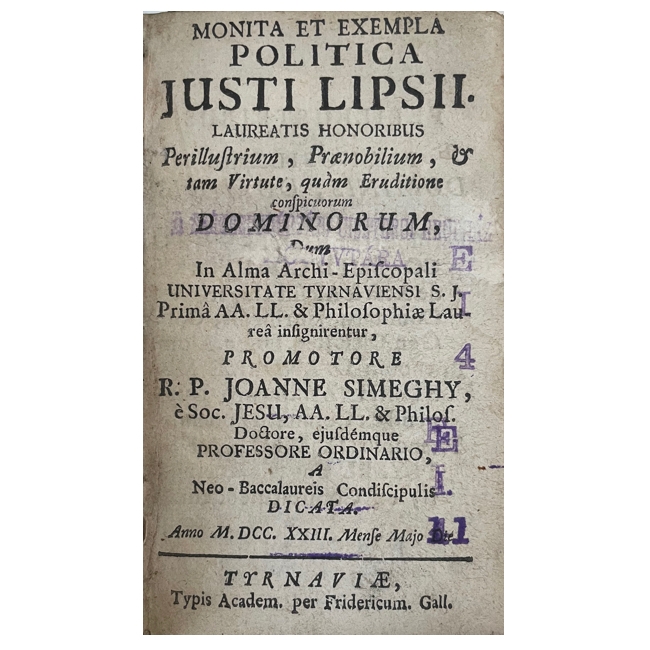 MONITA ET EXEMPLA
POLITICA
JUSTI LIPSII.
LAUREATIS HONORIBUS
Perilluſtrium, Prænobilium, &
tam Virtute, quàm Eruditione
conſpicuorum
DOMINORUM,
Dum
In Alma Archi-Epiſcopali
UNIVERSITATE TYRNAVIENSI S. J.
Primâ AA. LL. & Philoſophiæ Lau-
reâ inſignirentur,
PROMOTORE
R. P. JOANNE SIMEGHY,
è Soc. JESU, AA. LL. & Philoſ.
Doctore, ejuſdémque
PROFESSORE ORDINARIO,
A
Neo-Baccalaureis Condiſcipulis
DICATA.
Anno M. DCC. XXIII. Menſe Majo
TYRNAVIÆ,
Typis Academ. per Fridericum. Gall.
E
I
4
E
I.
11